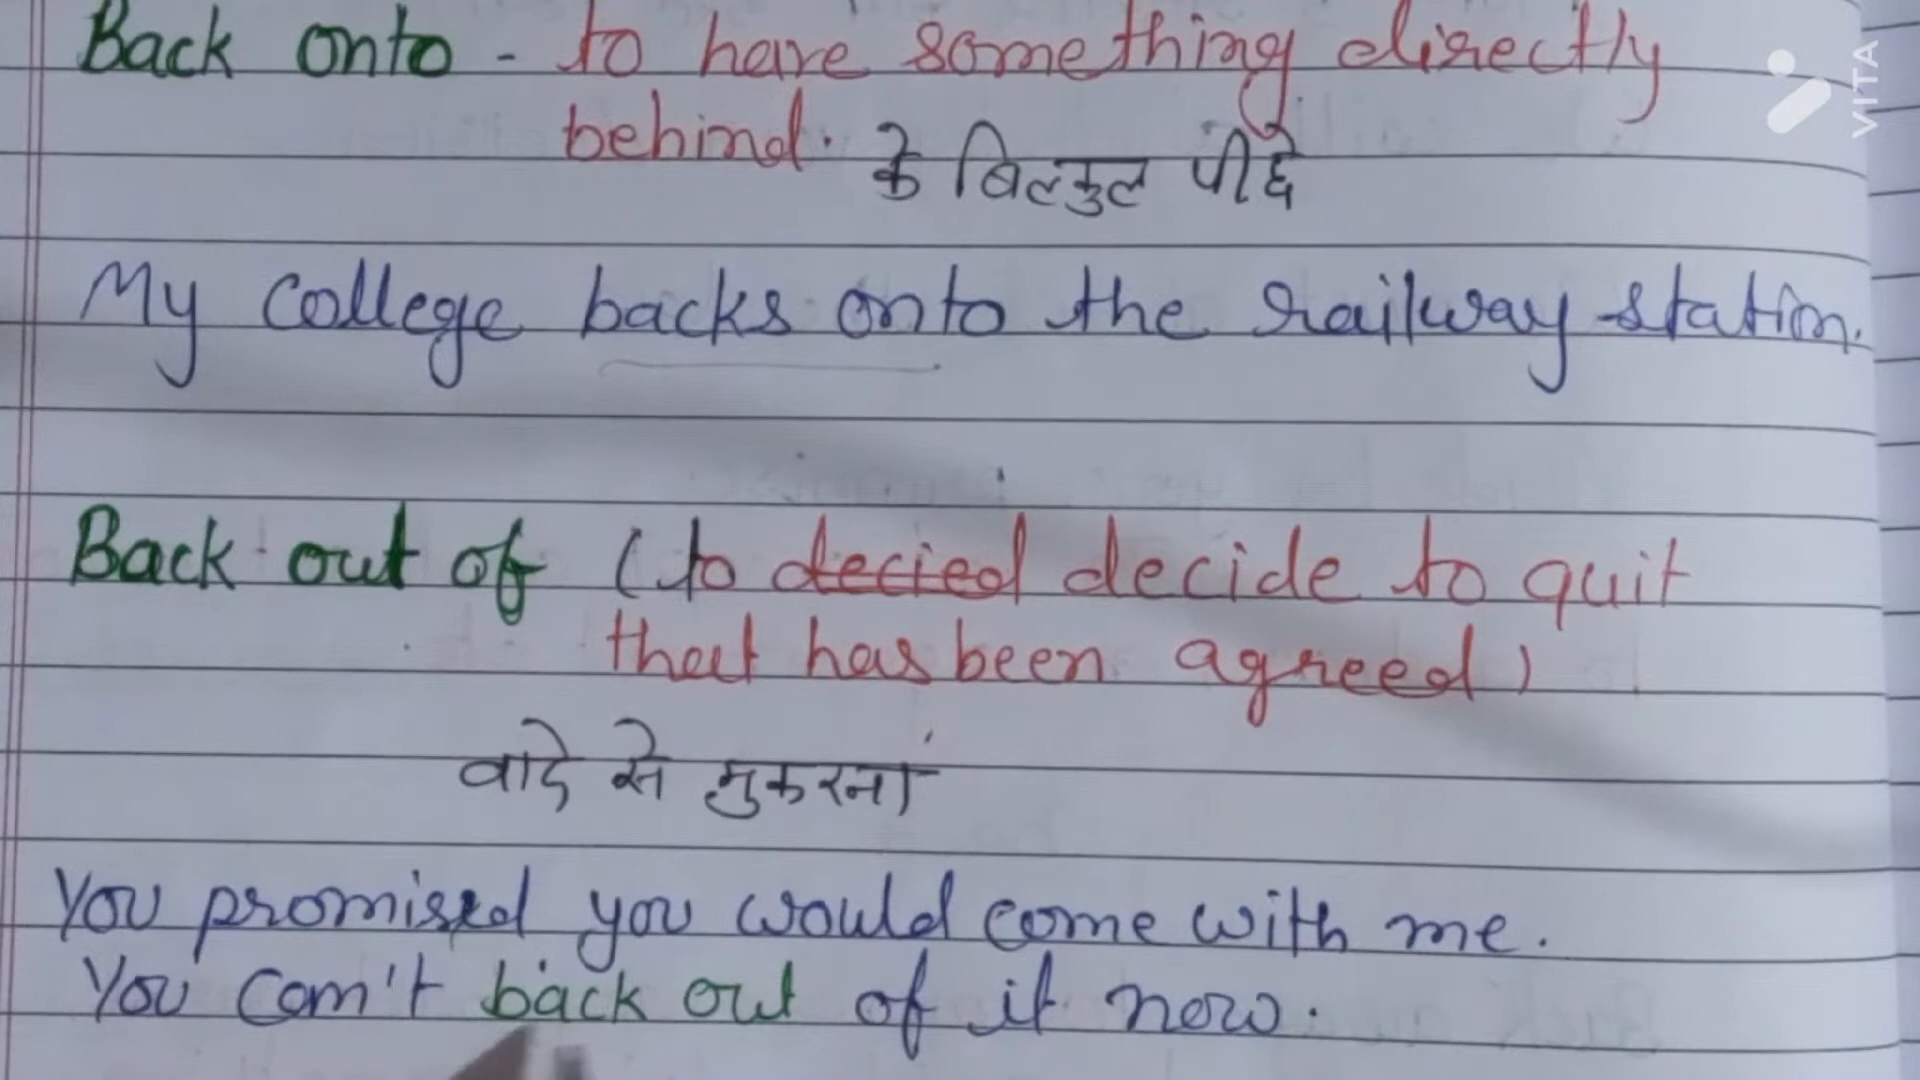 Back onto - to have something directly
behind. के बिल्कुल पीछे
My college backs onto the railway station.
Back out of (to decied decide to quit
that has been agreed)
वादे से मुकरना
You promised you would come with me.
You can't back out of it now.
VITA